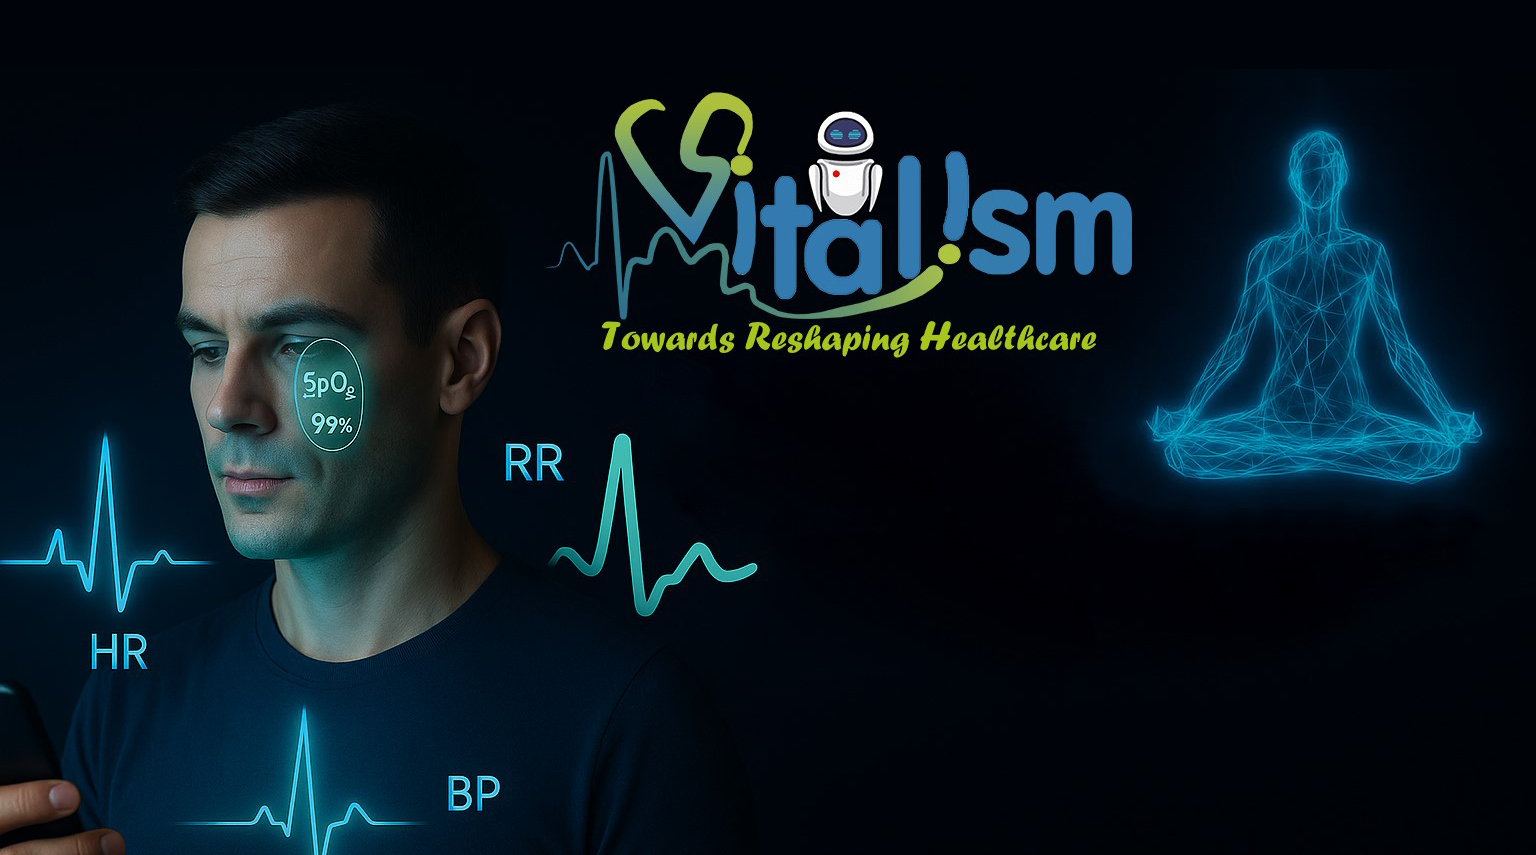 Vital!sm
Towards Reshaping Healthcare
SpO₂
99%
RR
HR
BP